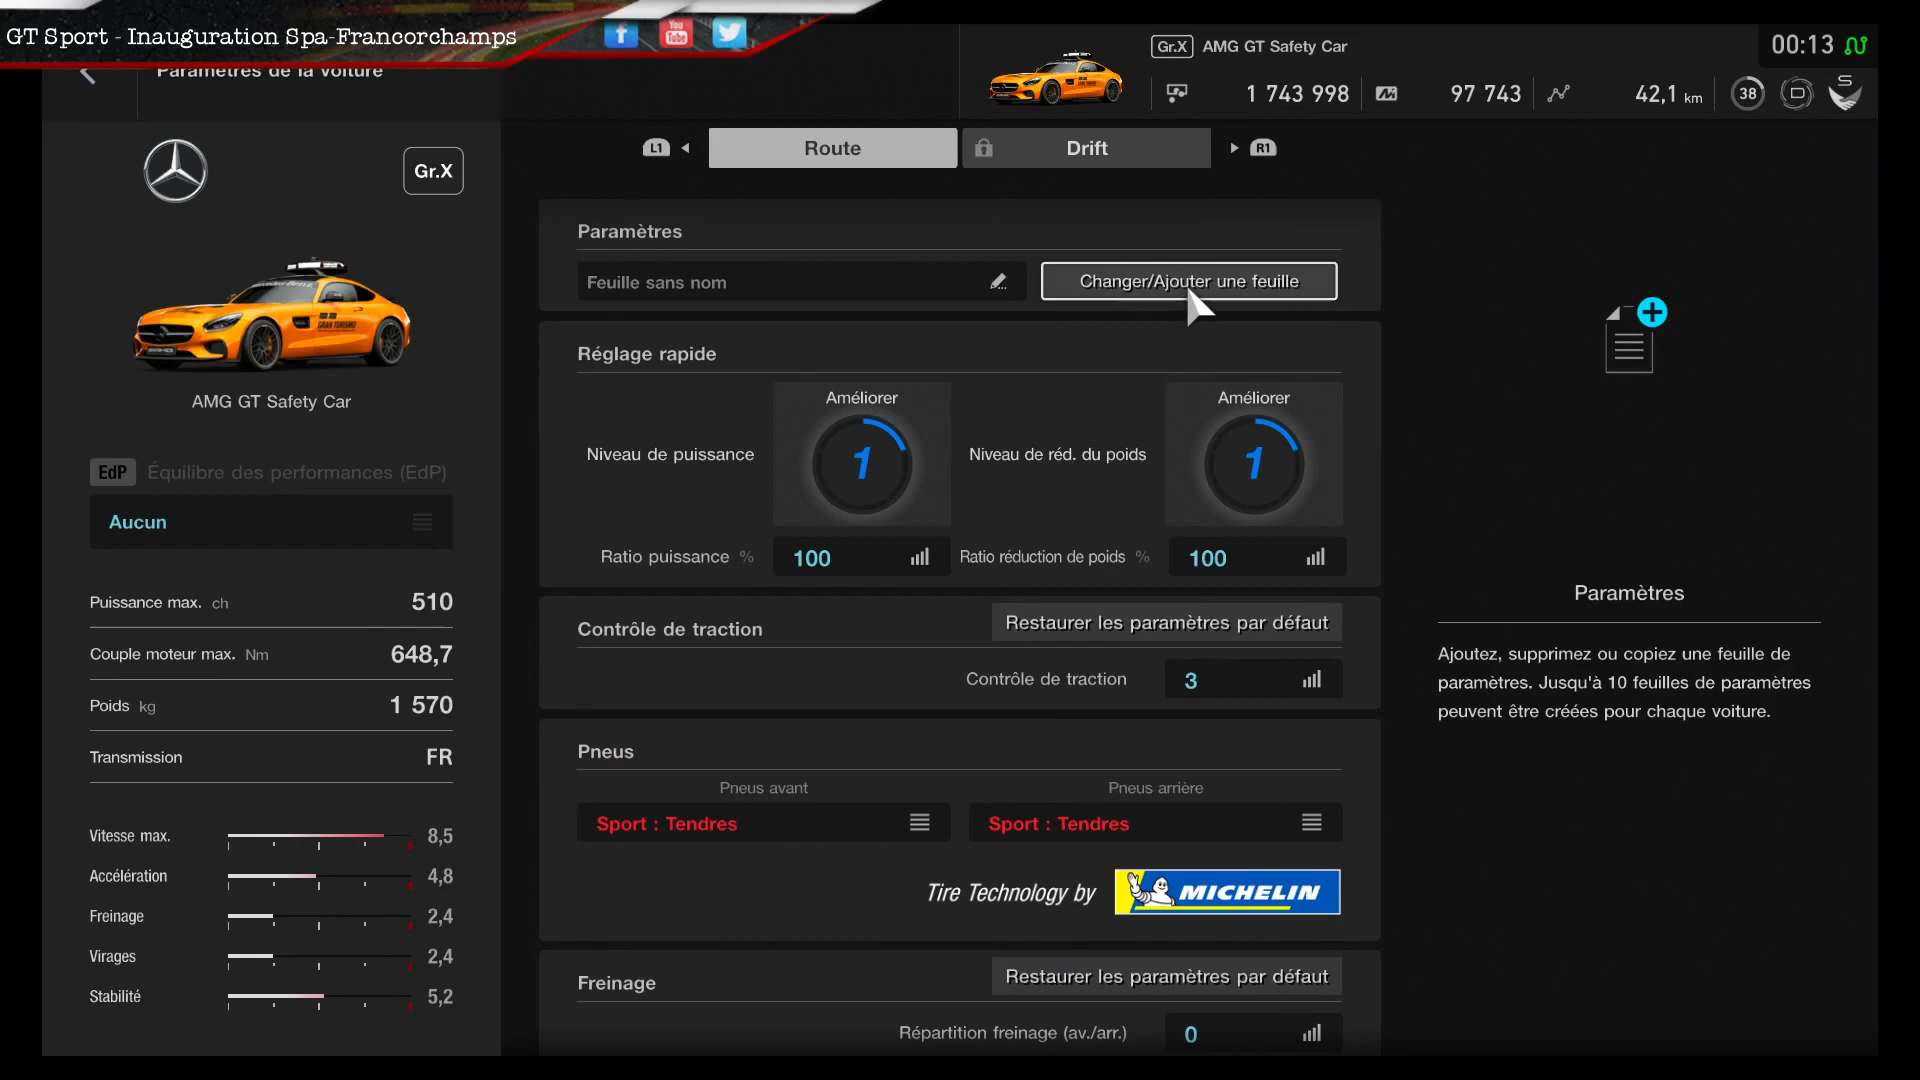 GT Sport - Inauguration Spa-Francorchamps
You
Tube
Paramètres de la voiture
Gr.X AMG GT Safety Car
1 743 998
97 743
42,1 km
38
D
S
00:13
L1
Route
Drift
R1
Gr.X
AMG GT Safety Car
EdP Équilibre des performances (EdP)
Aucun
Puissance max. ch 510
Couple moteur max. Nm 648,7
Poids kg 1 570
Transmission FR
Vitesse max. 8,5
Accélération 4,8
Freinage 2,4
Virages 2,4
Stabilité 5,2
Paramètres
Feuille sans nom
Changer/Ajouter une feuille
Réglage rapide
Niveau de puissance
Améliorer
1
Niveau de réd. du poids
Améliorer
1
Ratio puissance % 100
Ratio réduction de poids % 100
Contrôle de traction
Restaurer les paramètres par défaut
Contrôle de traction 3
Pneus
Pneus avant
Pneus arrière
Sport : Tendres
Sport : Tendres
Tire Technology by MICHELIN
Freinage
Restaurer les paramètres par défaut
Répartition freinage (av./arr.) 0
Paramètres
Ajoutez, supprimez ou copiez une feuille de
paramètres. Jusqu'à 10 feuilles de paramètres
peuvent être créées pour chaque voiture.